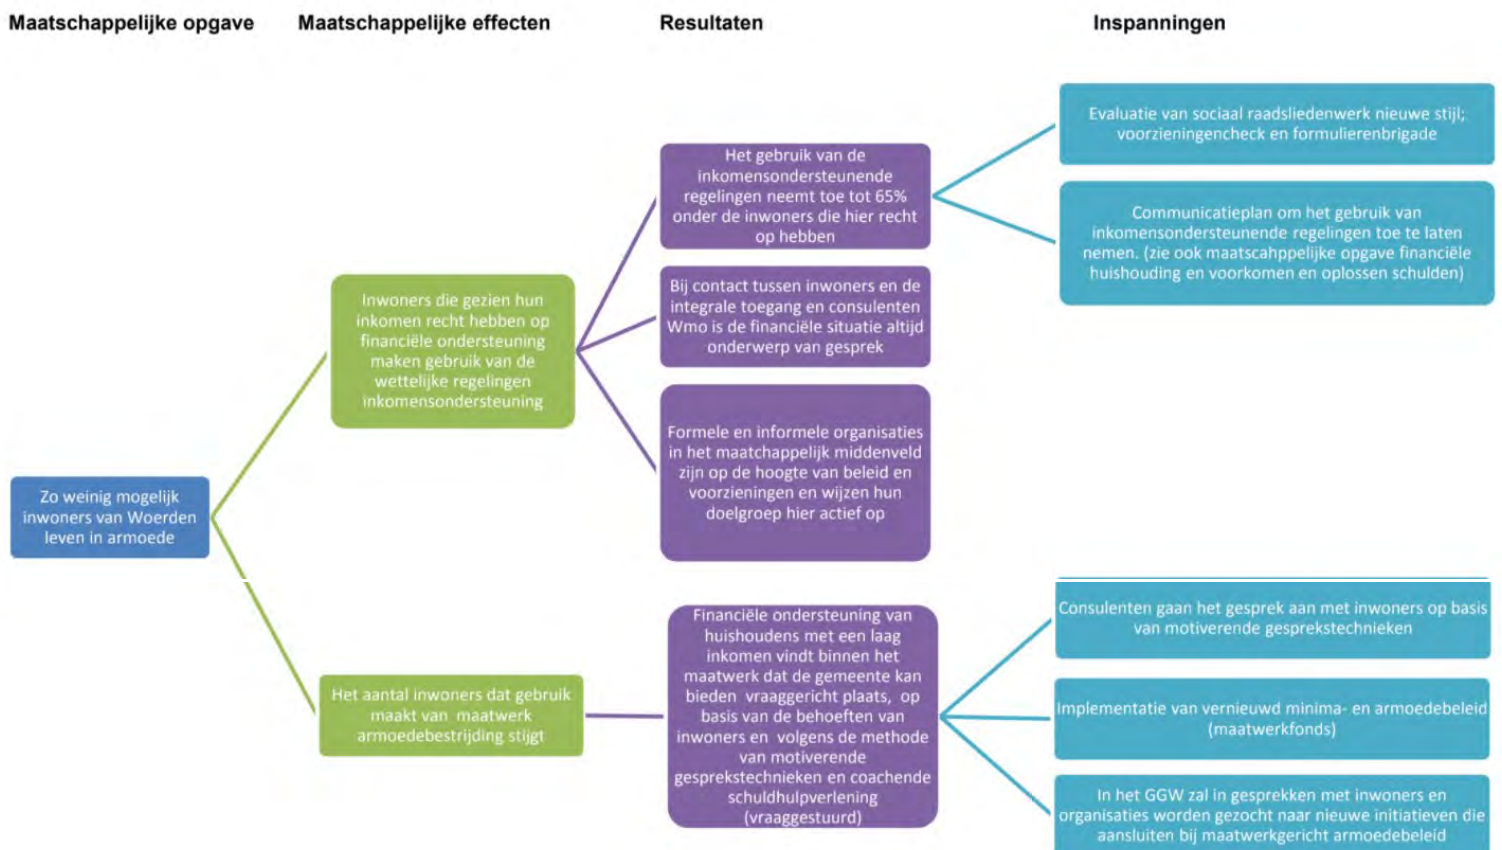 Maatschappelijke opgave
Maatschappelijke effecten
Resultaten
Inspanningen
Zo weinig mogelijk
inwoners van Woerden
leven in armoede
Inwoners die gezien hun
inkomen recht hebben op
financiële ondersteuning
maken gebruik van de
wettelijke regelingen
inkomensondersteuning
Het gebruik van de
inkomensondersteunende
regelingen neemt toe tot 65%
onder de inwoners die hier recht
op hebben
Evaluatie van sociaal raadsliedenwerk nieuwe stijl;
voorzieningencheck en formulierenbrigade
Communicatieplan om het gebruik van
inkomensondersteunende regelingen toe te laten
nemen. (zie ook maatscahppelijke opgave financiële
huishouding en voorkomen en oplossen schulden)
Bij contact tussen inwoners en de
integrale toegang en consulenten
Wmo is de financiële situatie altijd
onderwerp van gesprek
Formele en informele organisaties
in het maatchappelijk middenveld
zijn op de hoogte van beleid en
voorzieningen en wijzen hun
doelgroep hier actief op
Het aantal inwoners dat gebruik
maakt van maatwerk
armoedebestrijding stijgt
Financiële ondersteuning van
huishoudens met een laag
inkomen vindt binnen het
maatwerk dat de gemeente kan
bieden vraaggericht plaats, op
basis van de behoeften van
inwoners en volgens de methode
van motiverende
gesprekstechnieken en coachende
schuldhulpverlening
(vraaggestuurd)
Consulenten gaan het gesprek aan met inwoners op basis
van motiverende gesprekstechnieken
Implementatie van vernieuwd minima- en armoedebeleid
(maatwerkfonds)
In het GGW zal in gesprekken met inwoners en
organisaties worden gezocht naar nieuwe initiatieven die
aansluiten bij maatwerkgericht armoedebeleid